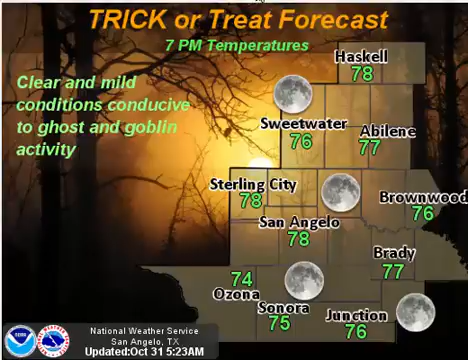 TRICK or Treat Forecast
7 PM Temperatures
Clear and mild
conditions conducive
to ghost and goblin
activity
Haskell
78
Sweetwater
76
Abilene
77
Sterling City
78
Brownwood
76
San Angelo
78
Brady
77
74
Ozona
Sonora
75
Junction
76
National Weather Service
San Angelo, TX
Updated:Oct 31 5:23AM
NOAA